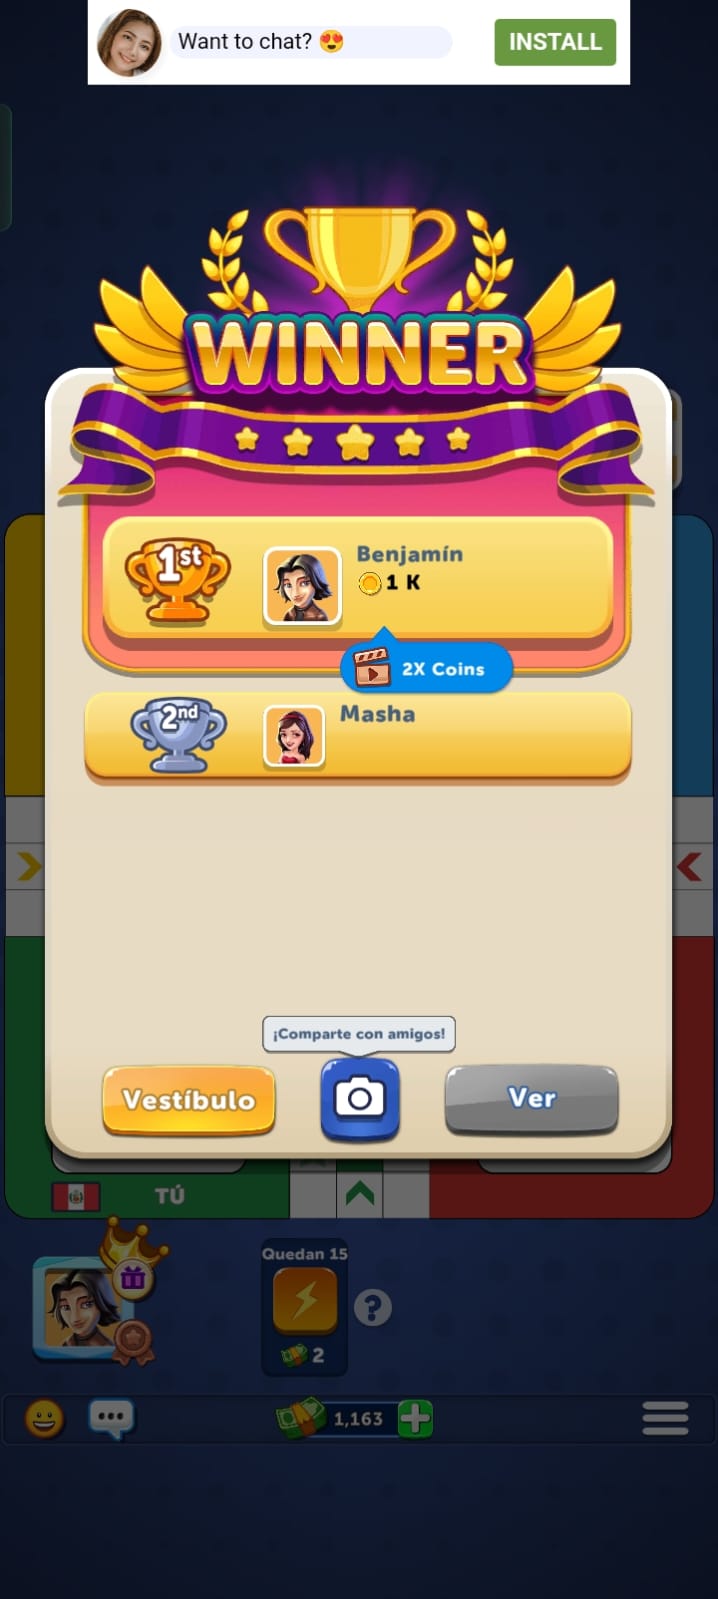 Want to chat? 😍
INSTALL
WINNER
1st
Benjamín
1 K
2X Coins
2nd
Masha
¡Comparte con amigos!
Vestíbulo
Ver
TÚ
Quedan 15
?
2
1,163